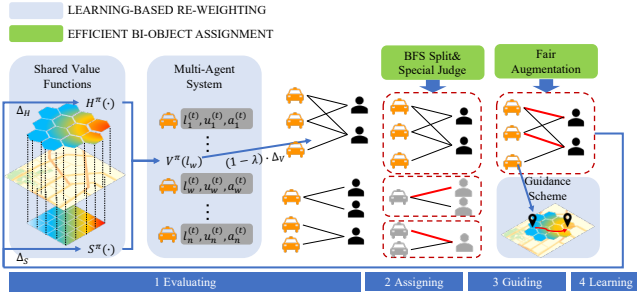 LEARNING-BASED RE-WEIGHTING
EFFICIENT BI-OBJECT ASSIGNMENT
Shared Value
Functions
Δ_H
H^π(·)
S^π(·)
Δ_S
Multi-Agent
System
l_1^(t), u_1^(t), a_1^(t)
⋮
V^π(l_w)
(1 − λ) · Δ_V
l_w^(t), u_w^(t), a_w^(t)
⋮
l_n^(t), u_n^(t), a_n^(t)
BFS Split&
Special Judge
Fair
Augmentation
Guidance
Scheme
1 Evaluating
2 Assigning
3 Guiding
4 Learning